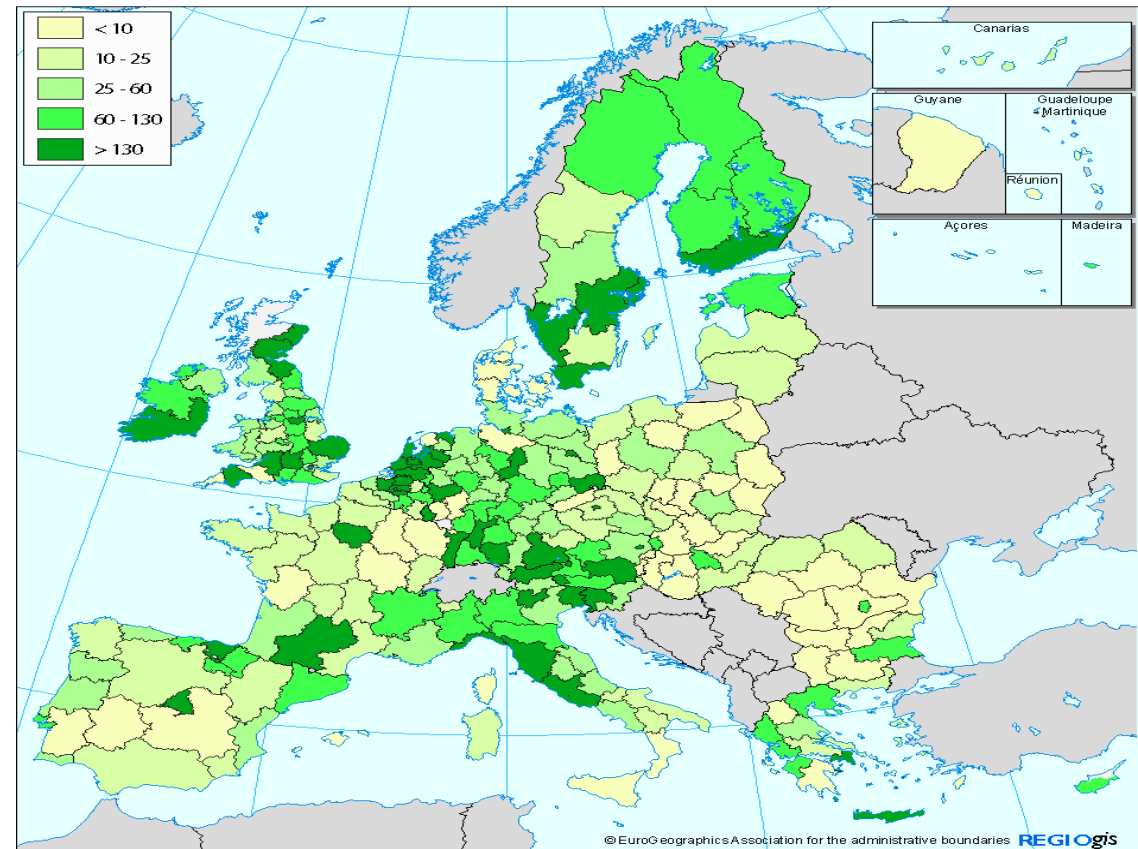 < 10
10 - 25
25 - 60
60 - 130
> 130
Canarias
Guyane
Guadeloupe
Martinique
Réunion
Açores
Madeira
© EuroGeographics Association for the administrative boundaries REGIOgis